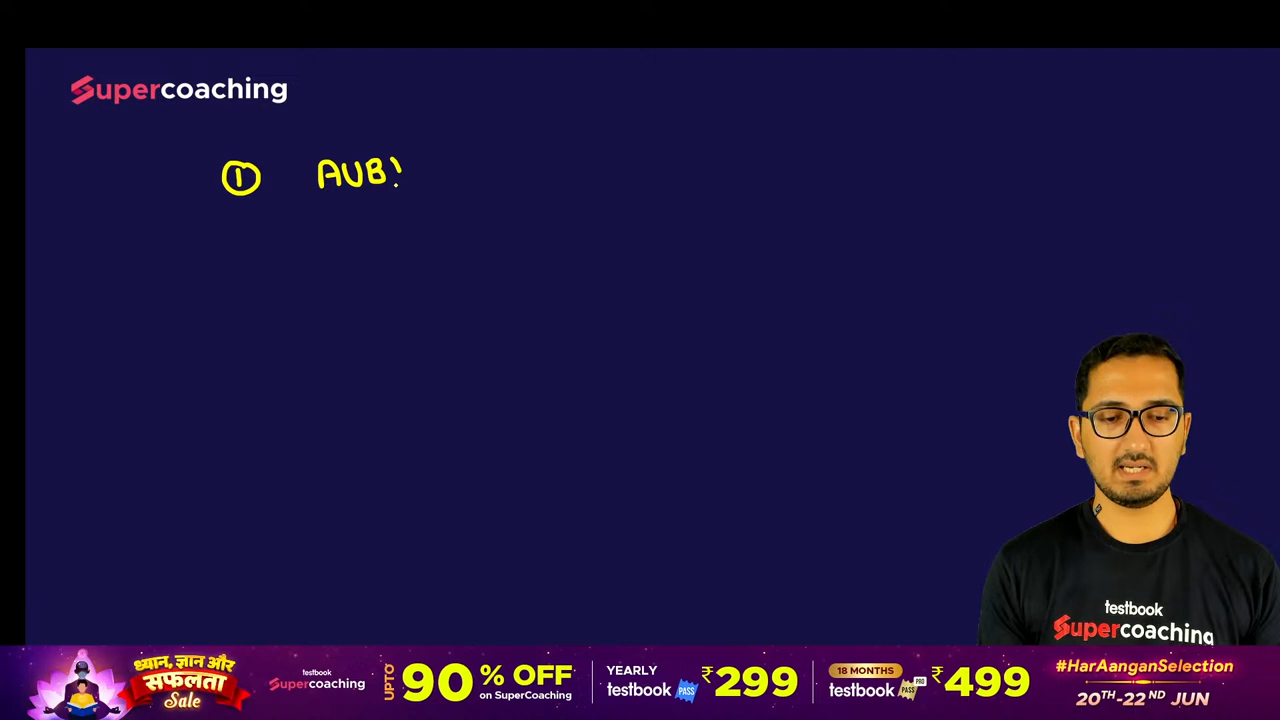 Supercoaching
① AUB!
testbook
Supercoaching
ध्यान, ज्ञान और
सफलता
Sale
testbook
Supercoaching
UPTO 90% OFF
on SuperCoaching
YEARLY
testbook PASS
₹299
18 MONTHS
testbook PASS PRO
₹499
#HarAanganSelection
20TH-22ND JUN